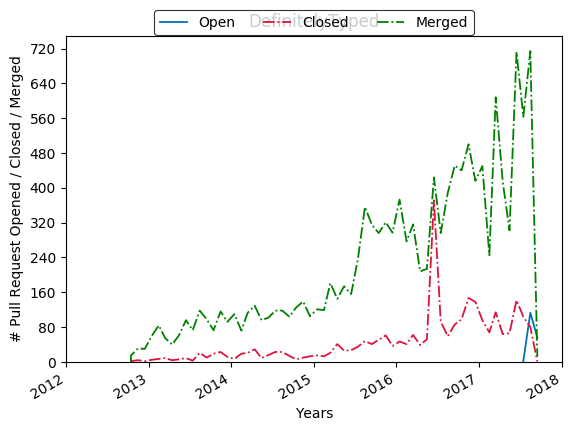 DefinitelyTyped
Open Closed Merged
# Pull Request Opened / Closed / Merged
720
640
560
480
400
320
240
160
80
0
2012 2013 2014 2015 2016 2017 2018
Years